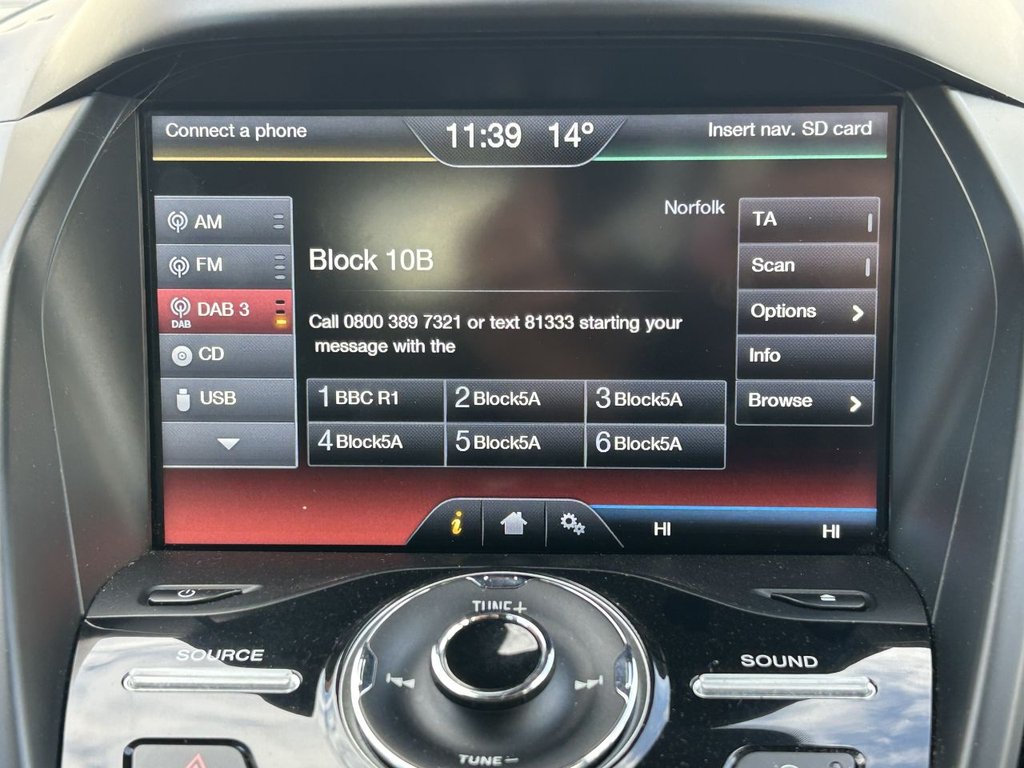 Connect a phone
11:39 14º
Insert nav. SD card
Norfolk
AM
FM
DAB
DAB 3
CD
USB
Block 10B
Call 0800 389 7321 or text 81333 starting your
message with the
1 BBC R1
2 Block5A
3 Block5A
4 Block5A
5 Block5A
6 Block5A
TA
Scan
Options >
Info
Browse >
i
HI
HI
TUNE+
SOURCE
SOUND
TUNE-